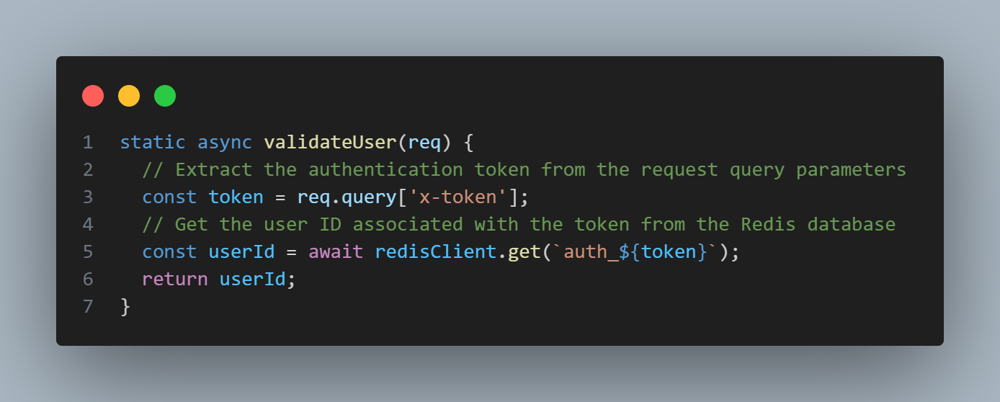 1 static async validateUser(req) {
2   // Extract the authentication token from the request query parameters
3   const token = req.query['x-token'];
4   // Get the user ID associated with the token from the Redis database
5   const userId = await redisClient.get(`auth_${token}`);
6   return userId;
7 }